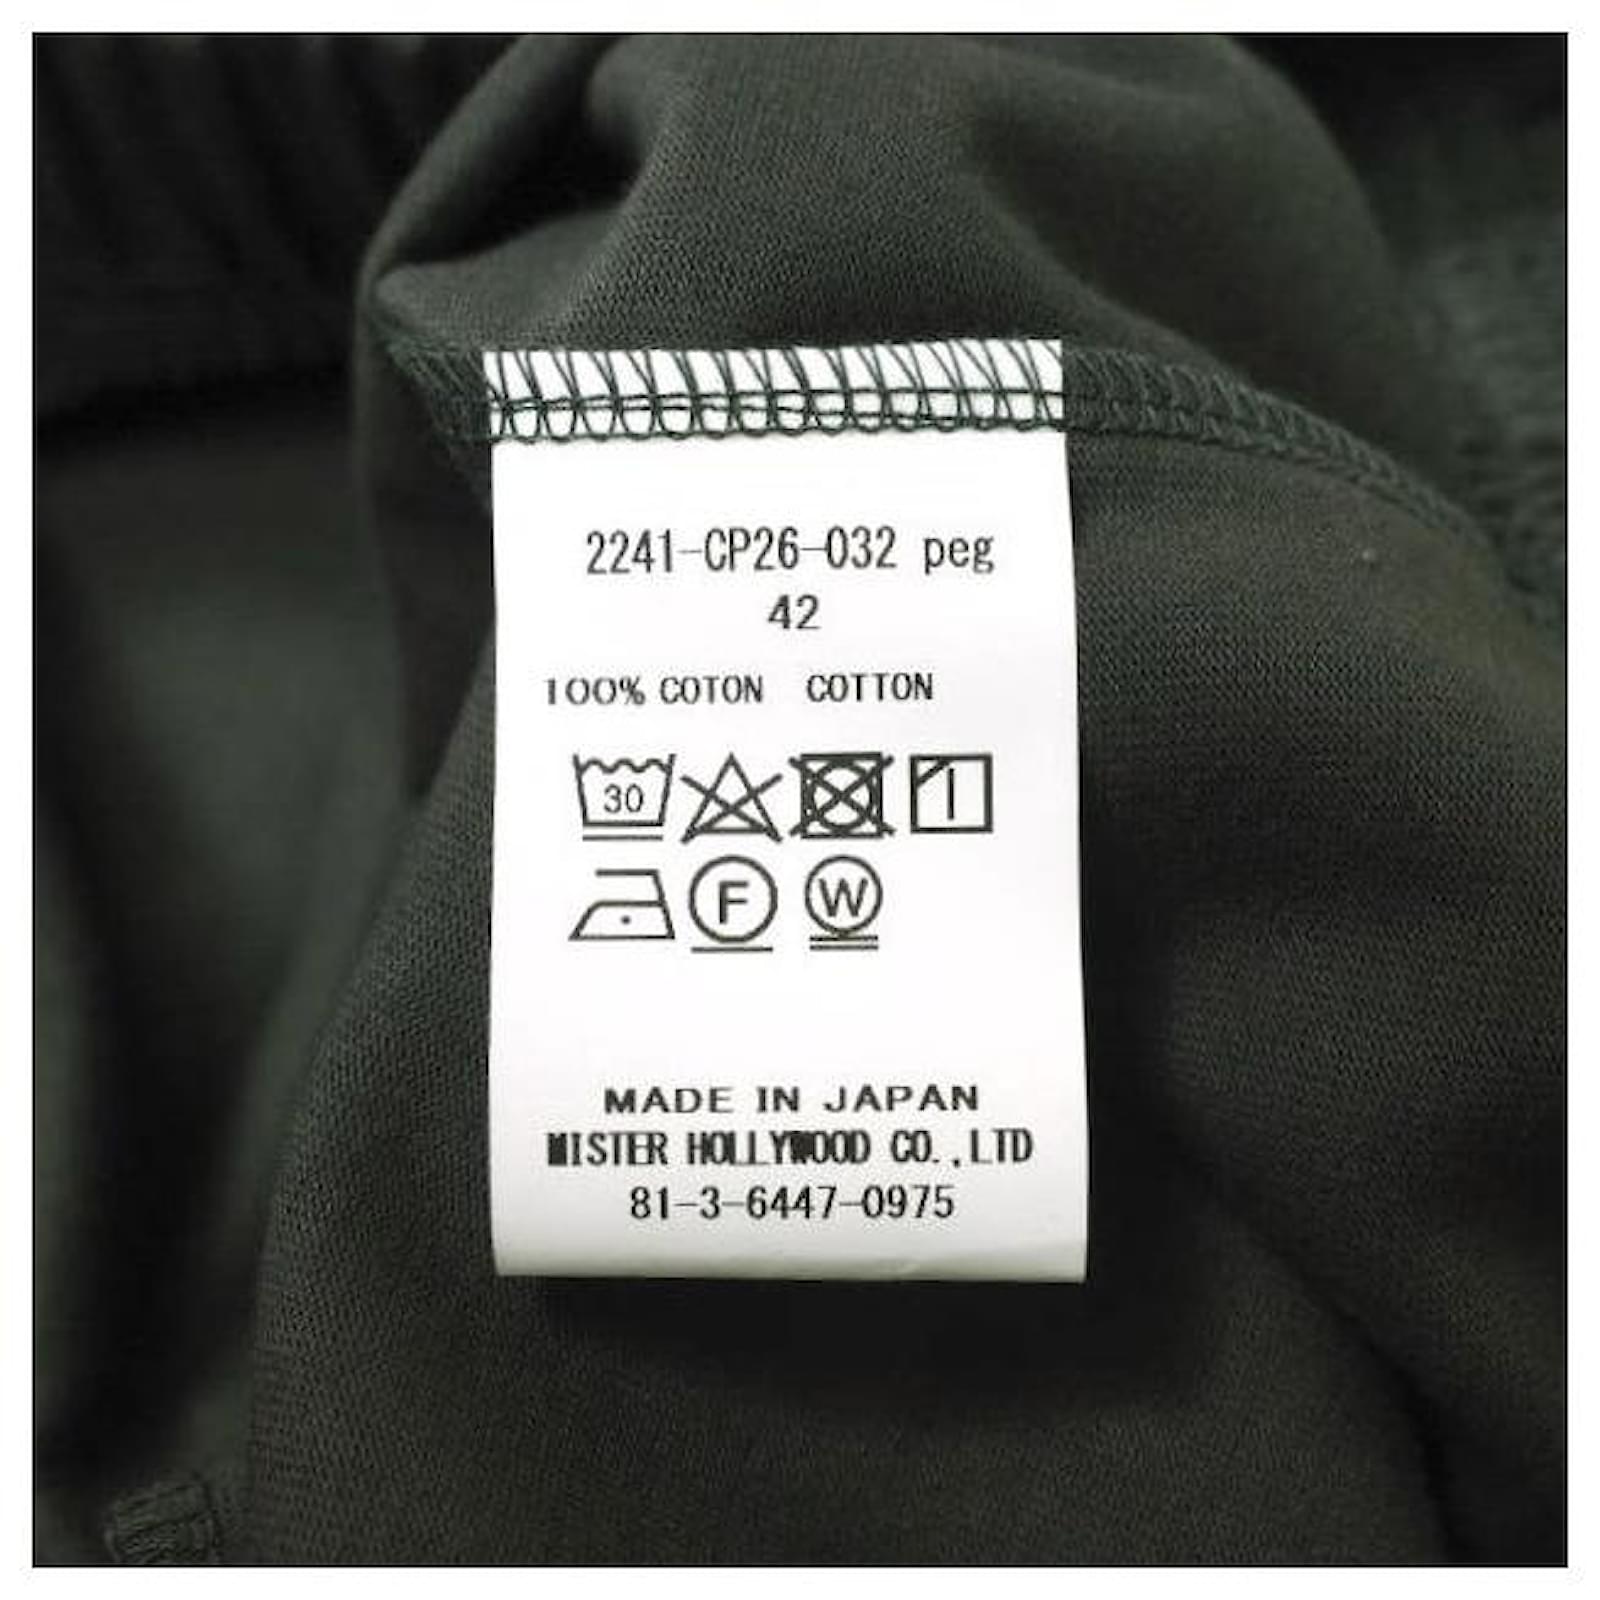 2241-CP26-032 peg
42
100% COTON COTTON
30
F W
MADE IN JAPAN
MISTER HOLLYWOOD CO.,LTD
81-3-6447-0975